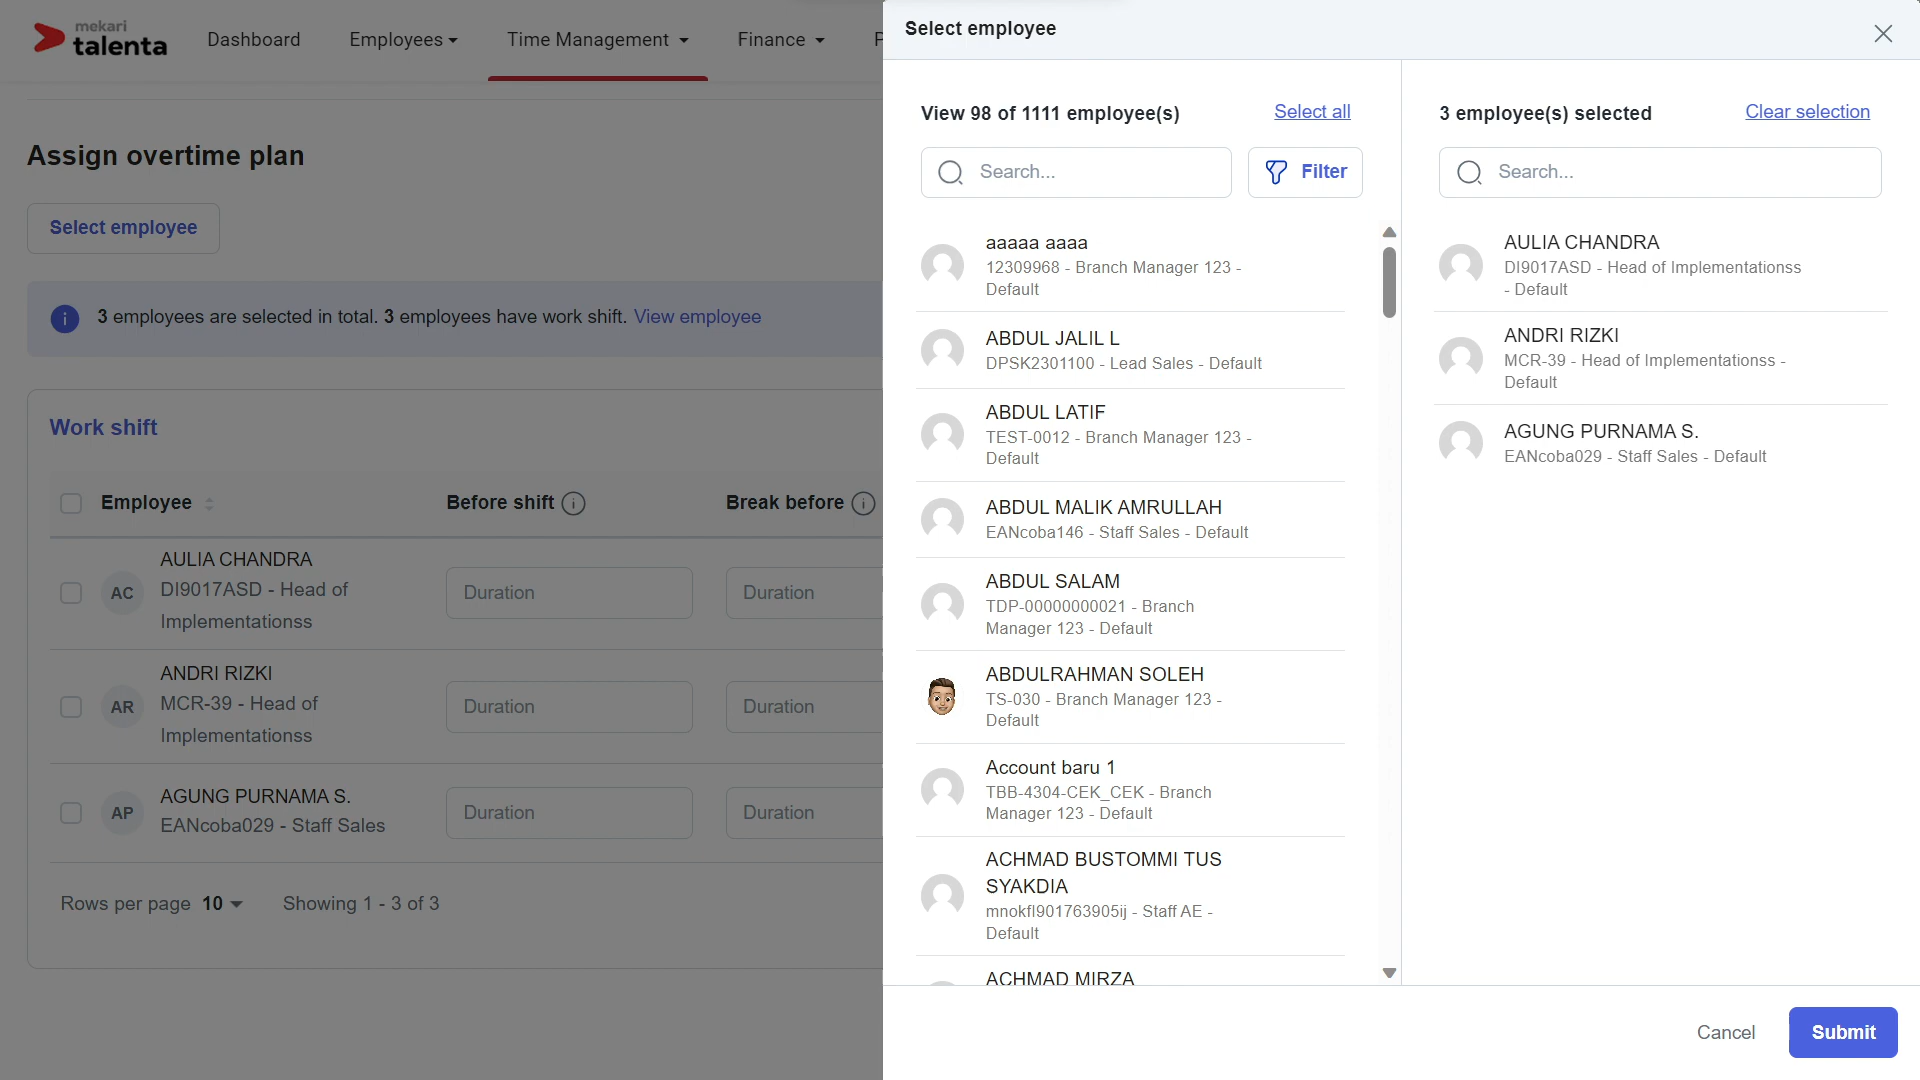 mekari
talenta
Dashboard
Employees
Time Management
Finance
Assign overtime plan
Select employee
3 employees are selected in total. 3 employees have work shift. View employee
Work shift
Employee
Before shift
Break before
AC
AULIA CHANDRA
DI9017ASD - Head of
Implementationss
Duration
Duration
AR
ANDRI RIZKI
MCR-39 - Head of
Implementationss
Duration
Duration
AP
AGUNG PURNAMA S.
EANcoba029 - Staff Sales
Duration
Duration
Rows per page 10
Showing 1 - 3 of 3
Select employee
View 98 of 1111 employee(s)
Select all
Search...
Filter
aaaaa aaaa
12309968 - Branch Manager 123 -
Default
ABDUL JALIL L
DPSK2301100 - Lead Sales - Default
ABDUL LATIF
TEST-0012 - Branch Manager 123 -
Default
ABDUL MALIK AMRULLAH
EANcoba146 - Staff Sales - Default
ABDUL SALAM
TDP-00000000021 - Branch
Manager 123 - Default
ABDULRAHMAN SOLEH
TS-030 - Branch Manager 123 -
Default
Account baru 1
TBB-4304-CEK_CEK - Branch
Manager 123 - Default
ACHMAD BUSTOMMI TUS
SYAKDIA
mnokfl901763905ij - Staff AE -
Default
ACHMAD MIRZA
3 employee(s) selected
Clear selection
Search...
AULIA CHANDRA
DI9017ASD - Head of Implementationss
- Default
ANDRI RIZKI
MCR-39 - Head of Implementationss -
Default
AGUNG PURNAMA S.
EANcoba029 - Staff Sales - Default
Cancel
Submit